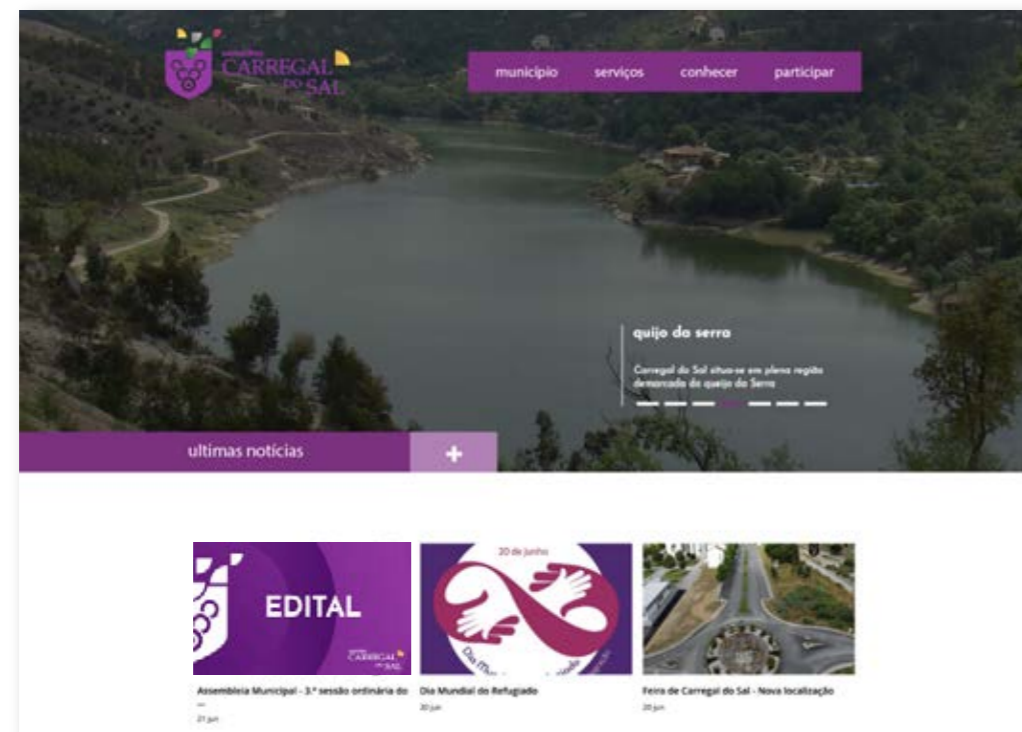 município
CARREGAL
DO SAL
município serviços conhecer participar
quijo da serra
Carregal do Sal situa-se em plena região
demarcada do queijo da Serra
ultimas notícias
+
EDITAL
CARREGAL
DO SAL
20 de Junho
Assembleia Municipal - 3.ª sessão ordinária do
...
21 jun
Dia Mundial do Refugiado
20 jun
Feira de Carregal do Sal - Nova localização
20 jun